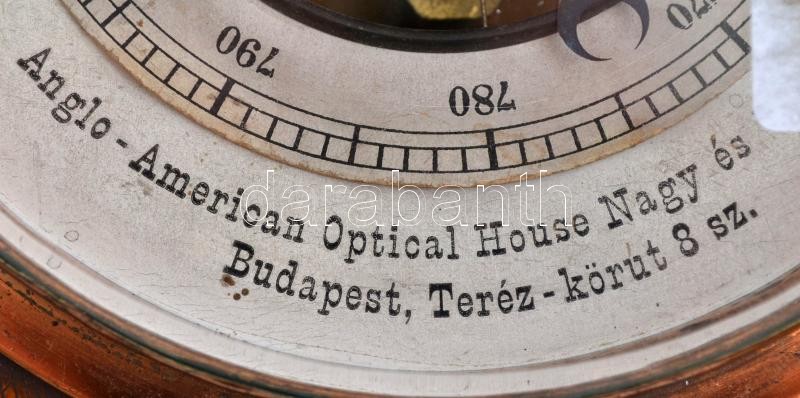 790
780
Anglo-American Optical House Nagy és
Budapest, Teréz-körut 8 sz.
darabanth